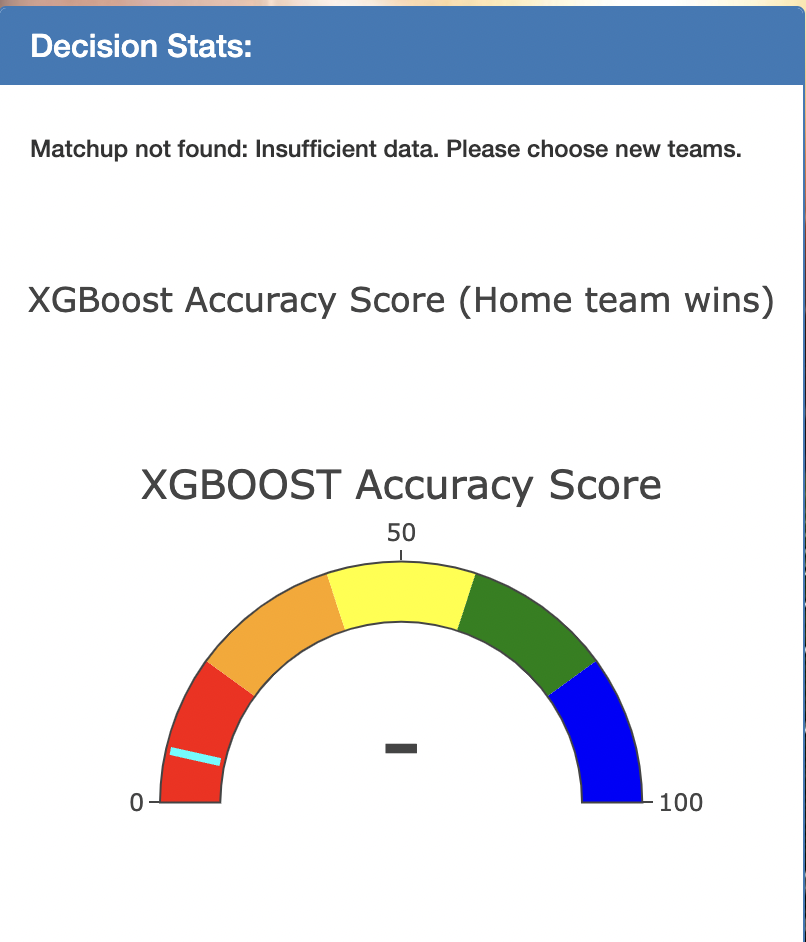 Decision Stats:
Matchup not found: Insufficient data. Please choose new teams.
XGBoost Accuracy Score (Home team wins)
XGBOOST Accuracy Score
50
-
0
100